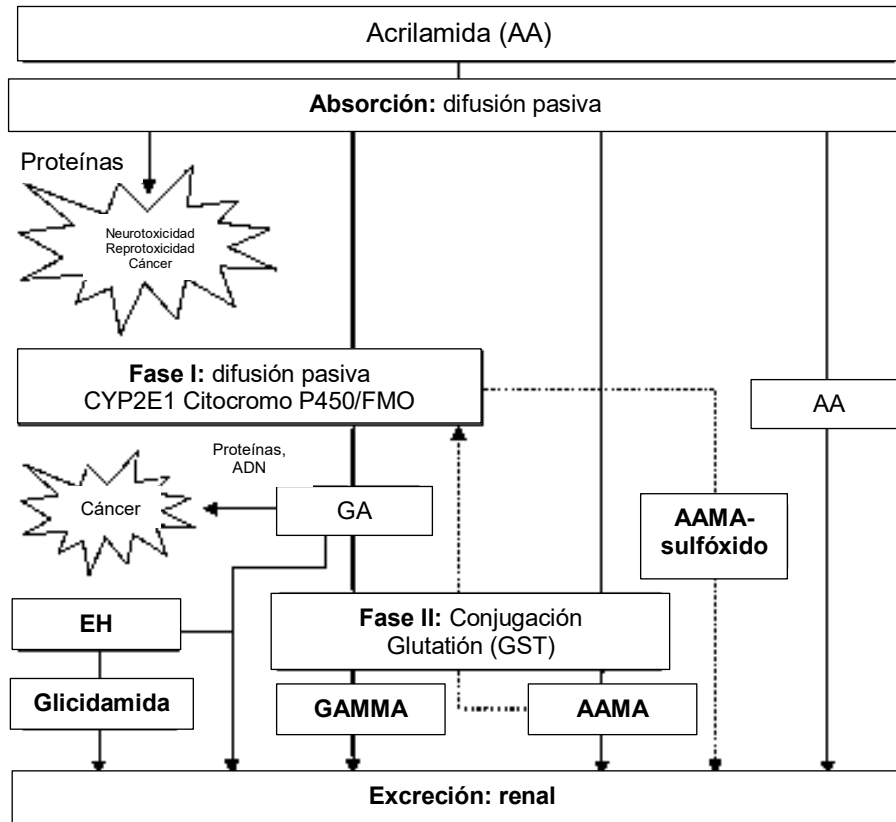 Acrilamida (AA)
Absorción: difusión pasiva
Proteínas
Neurotoxicidad
Reprotoxicidad
Cáncer
Fase I: difusión pasiva
CYP2E1 Citocromo P450/FMO
AA
Proteínas,
ADN
Cáncer
GA
AAMA-
sulfóxido
EH
Fase II: Conjugación
Glutatión (GST)
Glicidamida
GAMMA
AAMA
Excreción: renal